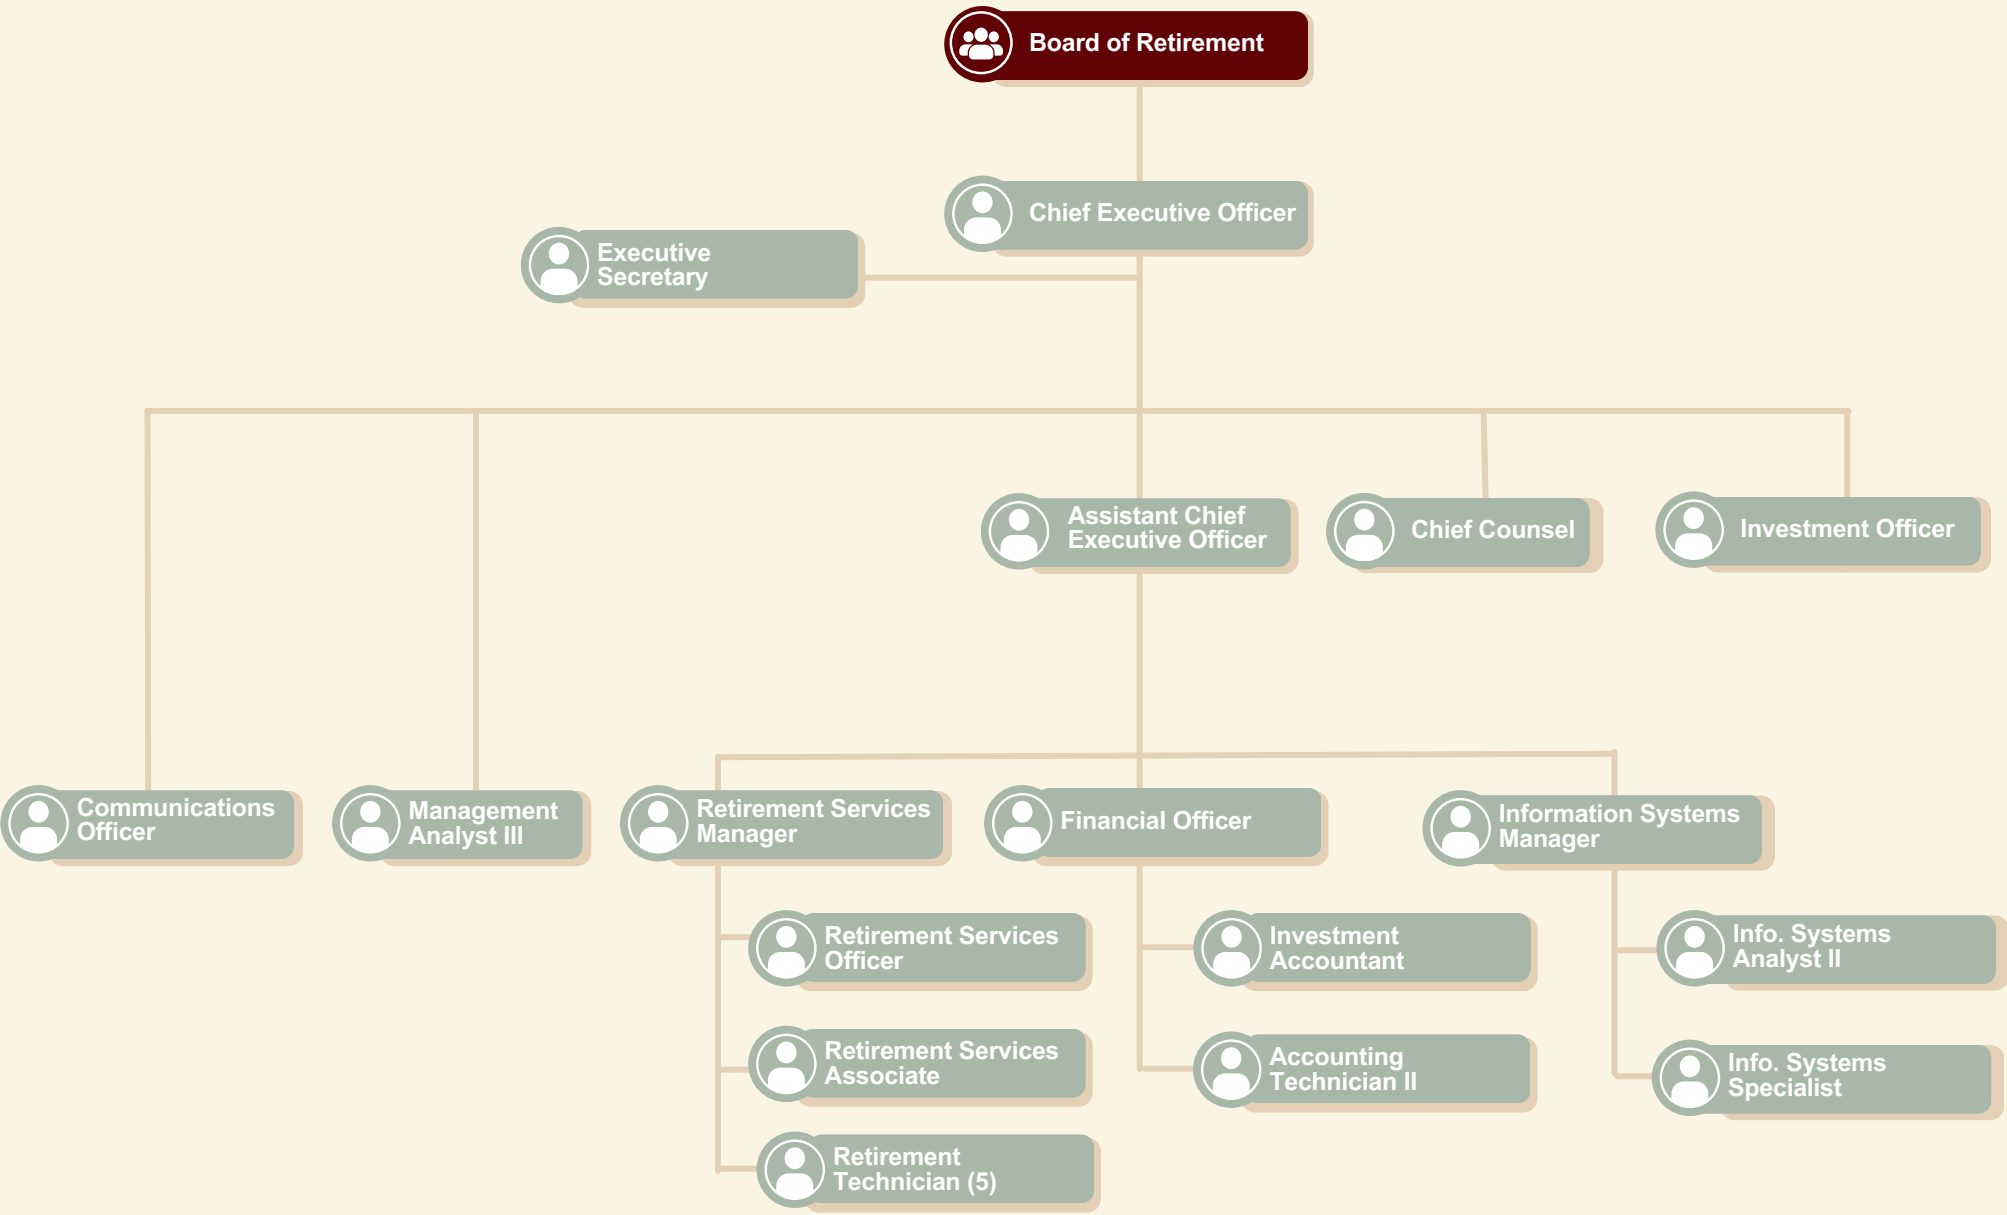 Board of Retirement
Chief Executive Officer
Executive
Secretary
Assistant Chief
Executive Officer
Chief Counsel
Investment Officer
Communications
Officer
Management
Analyst III
Retirement Services
Manager
Financial Officer
Information Systems
Manager
Retirement Services
Officer
Investment
Accountant
Info. Systems
Analyst II
Retirement Services
Associate
Accounting
Technician II
Info. Systems
Specialist
Retirement
Technician (5)